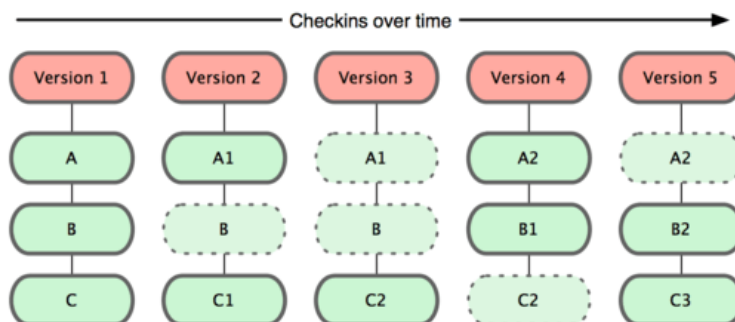 Checkins over time
Version 1 Version 2 Version 3 Version 4 Version 5
A A1 A1 A2 A2
B B B B1 B2
C C1 C2 C2 C3